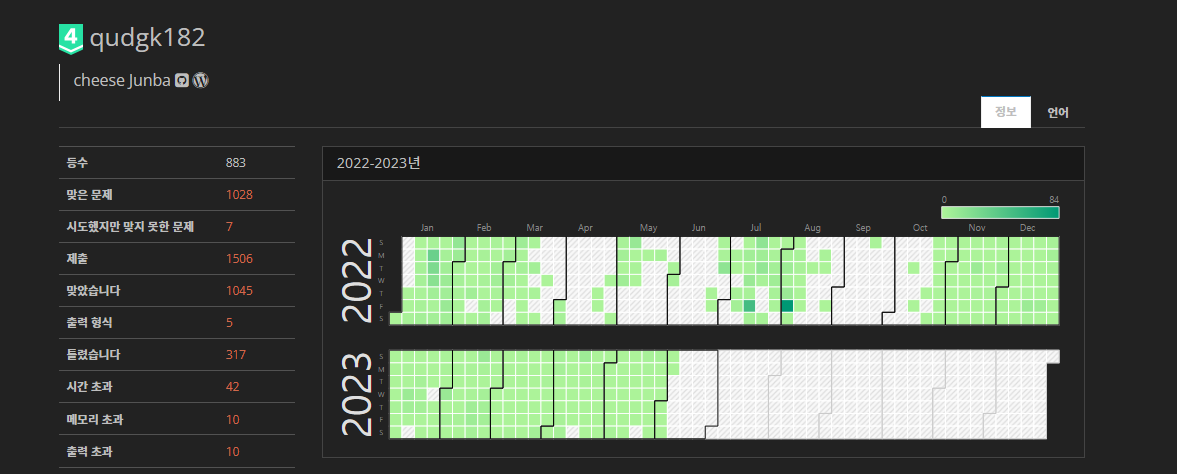 4 qudgk182
cheese Junba
정보 언어
등수 883
맞은 문제 1028
시도했지만 맞지 못한 문제 7
제출 1506
맞았습니다 1045
출력 형식 5
틀렸습니다 317
시간 초과 42
메모리 초과 10
출력 초과 10
2022-2023년
0 84
Jan Feb Mar Apr May Jun Jul Aug Sep Oct Nov Dec
2022
S
M
T
W
T
F
S
2023
S
M
T
W
T
F
S